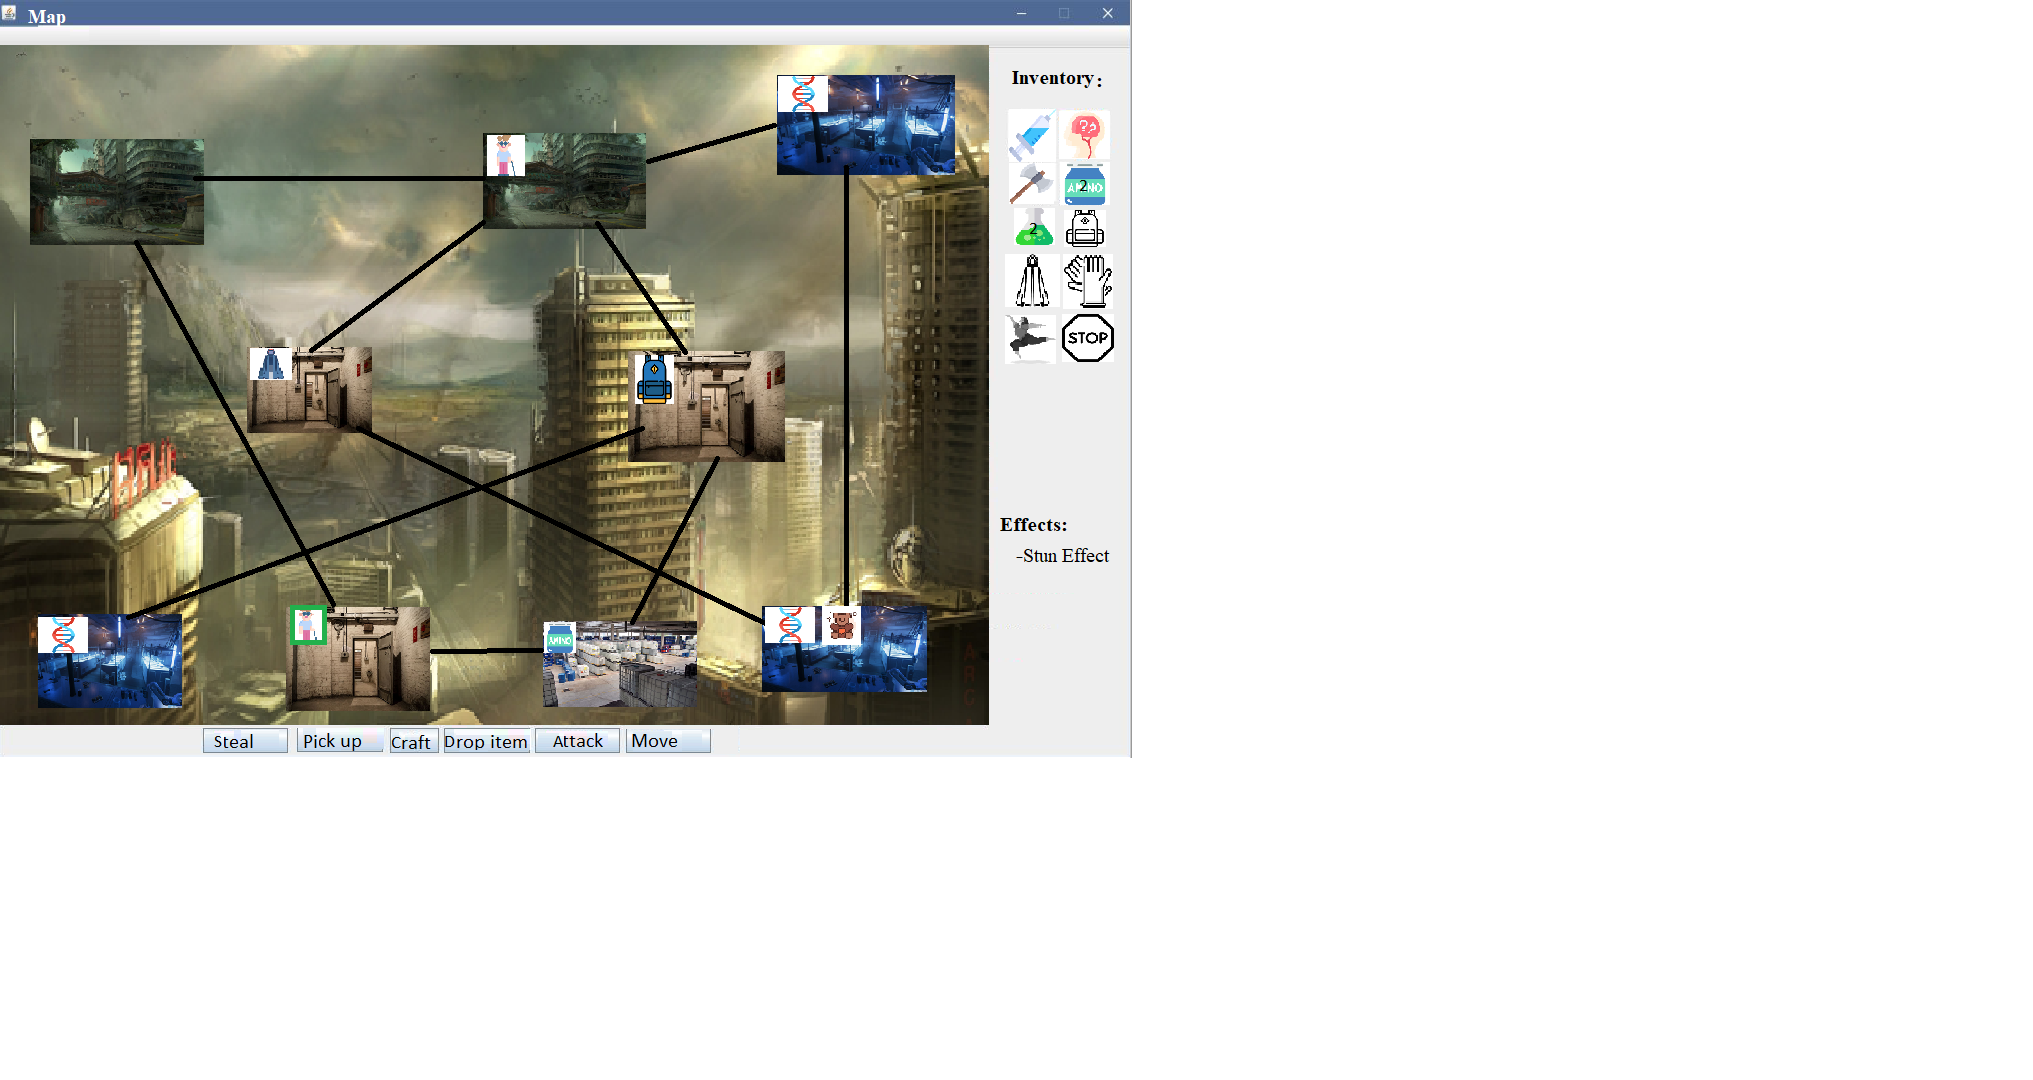 Map
Inventory:
AMINO
2
2
STOP
Effects:
-Stun Effect
AMINO
Steal
Pick up
Craft
Drop item
Attack
Move